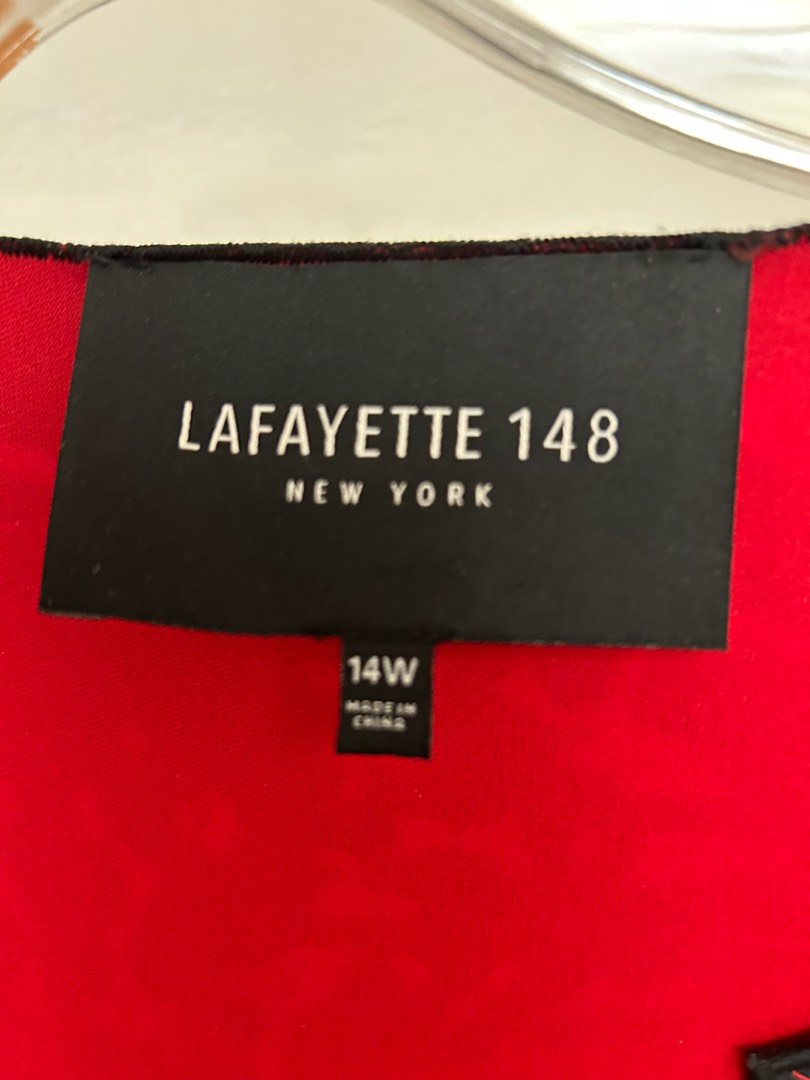 LAFAYETTE 148
NEW YORK
14W
MADE IN
CHINA